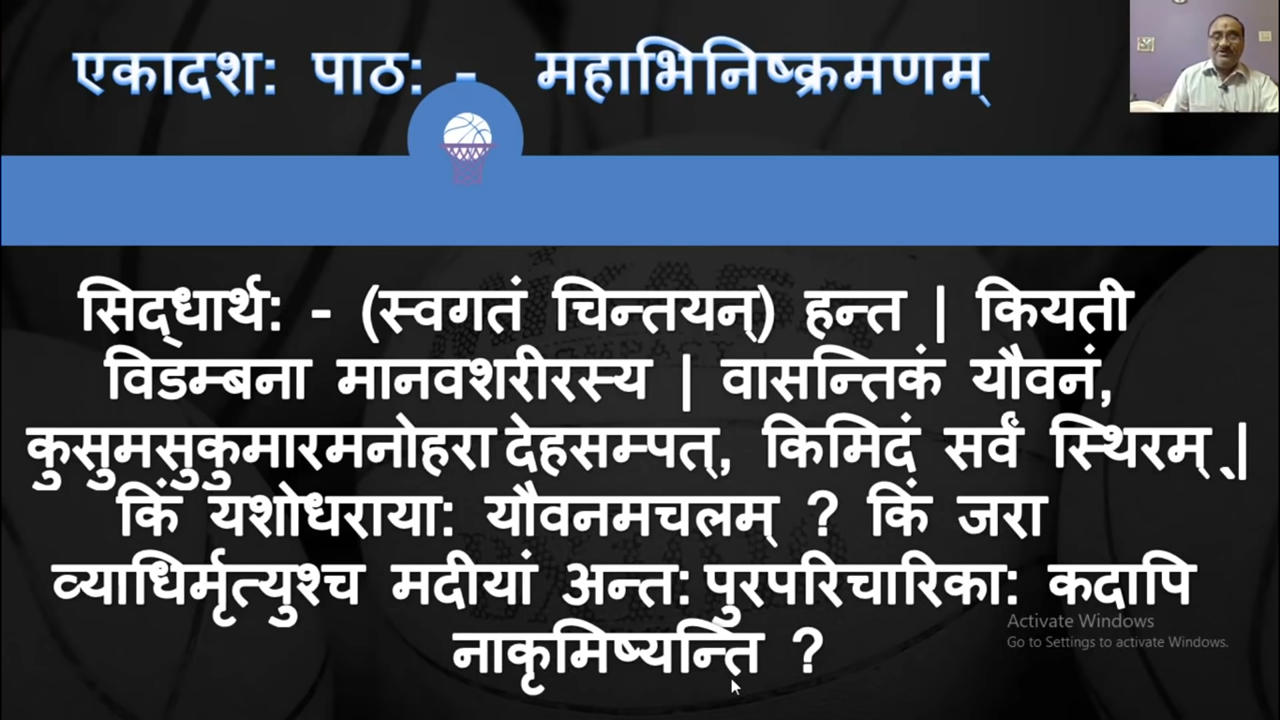 एकादश: पाठ: - महाभिनिष्क्रमणम्
सिद्धार्थ: - (स्वगतं चिन्तयन्) हन्त | कियती
विडम्बना मानवशरीरस्य | वासन्तिकं यौवनं,
कुसुमसुकुमारमनोहरा देहसम्पत्, किमिदं सर्वं स्थिरम् ्|
किं यशोधराया: यौवनमचलम् ? किं जरा
व्याधिर्मृत्युश्च मदीयां अन्त: पुरपरिचारिका: कदापि
नाकृमिष्यन्ति ?
Activate Windows
Go to Settings to activate Windows.